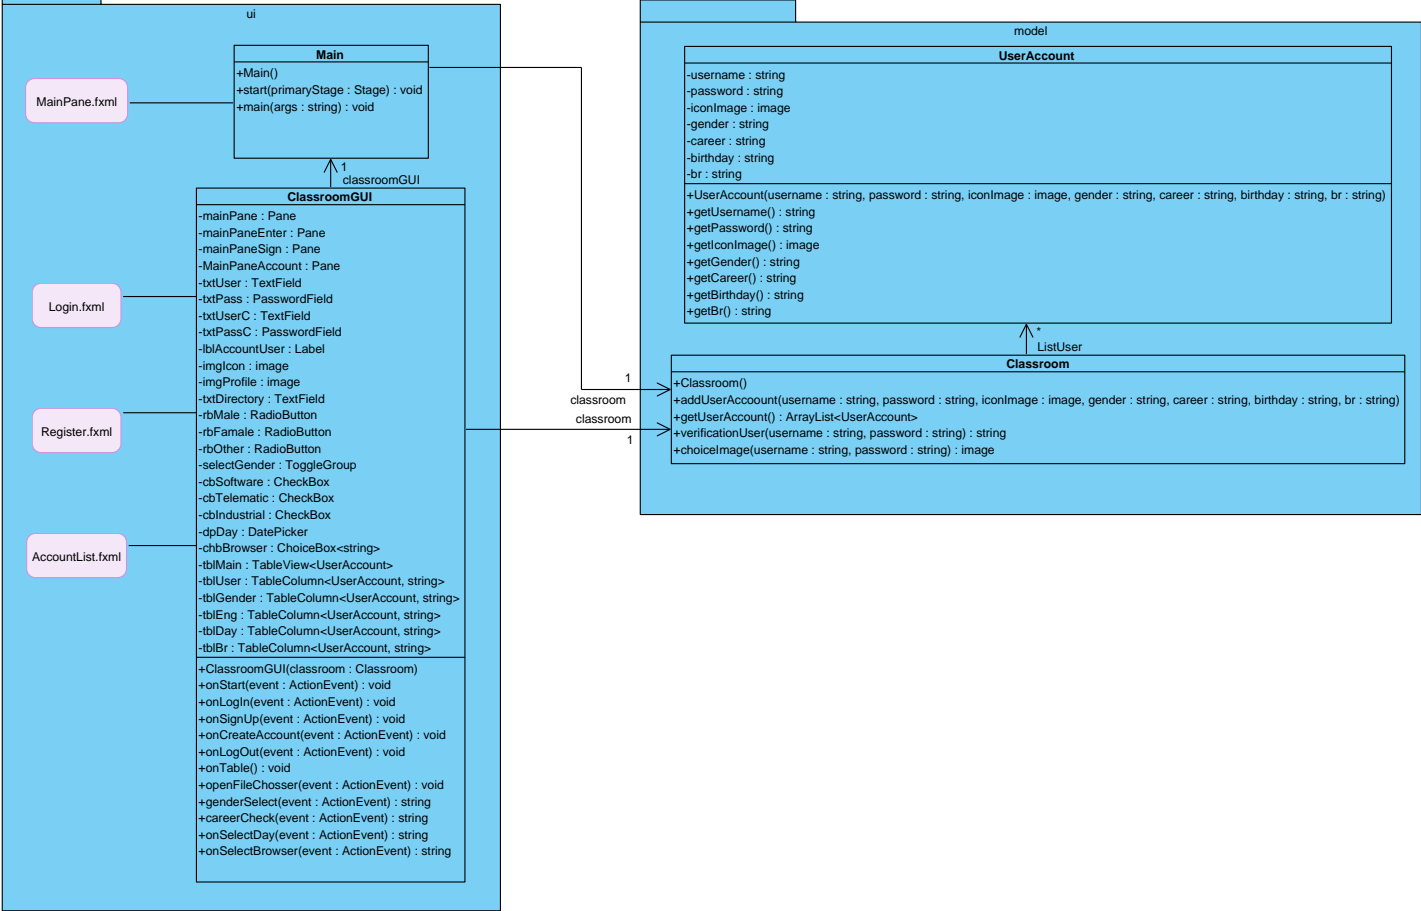 ui
Main
+Main()
+start(primaryStage : Stage) : void
+main(args : string) : void
MainPane.fxml
1
classroomGUI
ClassroomGUI
-mainPane : Pane
-mainPaneEnter : Pane
-mainPaneSign : Pane
-MainPaneAccount : Pane
-txtUser : TextField
-txtPass : PasswordField
-txtUserC : TextField
-txtPassC : PasswordField
-lblAccountUser : Label
-imgIcon : image
-imgProfile : image
-txtDirectory : TextField
-rbMale : RadioButton
-rbFamale : RadioButton
-rbOther : RadioButton
-selectGender : ToggleGroup
-cbSoftware : CheckBox
-cbTelematic : CheckBox
-cbIndustrial : CheckBox
-dpDay : DatePicker
-chbBrowser : ChoiceBox<string>
-tblMain : TableView<UserAccount>
-tblUser : TableColumn<UserAccount, string>
-tblGender : TableColumn<UserAccount, string>
-tblEng : TableColumn<UserAccount, string>
-tblDay : TableColumn<UserAccount, string>
-tblBr : TableColumn<UserAccount, string>
+ClassroomGUI(classroom : Classroom)
+onStart(event : ActionEvent) : void
+onLogIn(event : ActionEvent) : void
+onSignUp(event : ActionEvent) : void
+onCreateAccount(event : ActionEvent) : void
+onLogOut(event : ActionEvent) : void
+onTable() : void
+openFileChosser(event : ActionEvent) : void
+genderSelect(event : ActionEvent) : string
+careerCheck(event : ActionEvent) : string
+onSelectDay(event : ActionEvent) : string
+onSelectBrowser(event : ActionEvent) : string
Login.fxml
Register.fxml
AccountList.fxml
1
classroom
classroom
1
model
UserAccount
-username : string
-password : string
-iconImage : image
-gender : string
-career : string
-birthday : string
-br : string
+UserAccount(username : string, password : string, iconImage : image, gender : string, career : string, birthday : string, br : string)
+getUsername() : string
+getPassword() : string
+getIconImage() : image
+getGender() : string
+getCareer() : string
+getBirthday() : string
+getBr() : string
*
ListUser
Classroom
+Classroom()
+addUserAccoount(username : string, password : string, iconImage : image, gender : string, career : string, birthday : string, br : string)
+getUserAccount() : ArrayList<UserAccount>
+verificationUser(username : string, password : string) : string
+choiceImage(username : string, password : string) : image